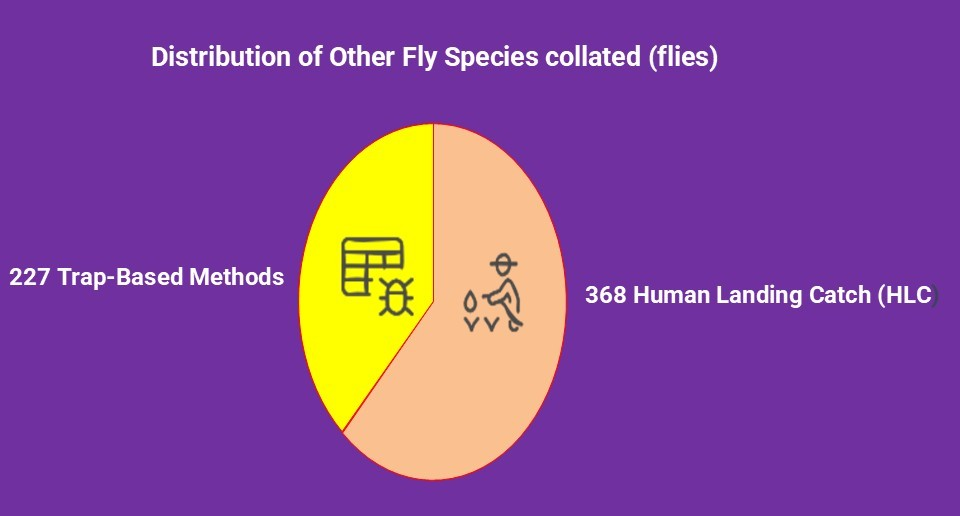 Distribution of Other Fly Species collated (flies)
227 Trap-Based Methods
368 Human Landing Catch (HLC)